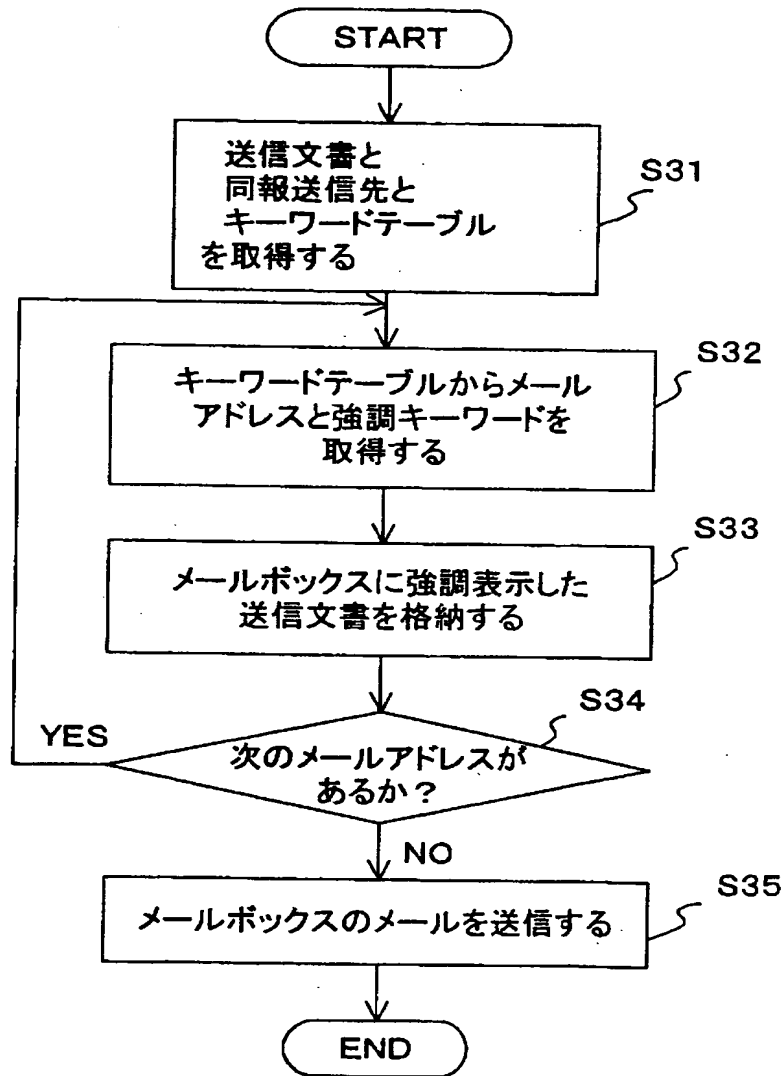 START
送信文書と
同報送信先と
キーワードテーブル
を取得する
S31
キーワードテーブルからメール
アドレスと強調キーワードを
取得する
S32
メールボックスに強調表示した
送信文書を格納する
S33
次のメールアドレスが
あるか?
S34
YES
NO
メールボックスのメールを送信する
S35
END